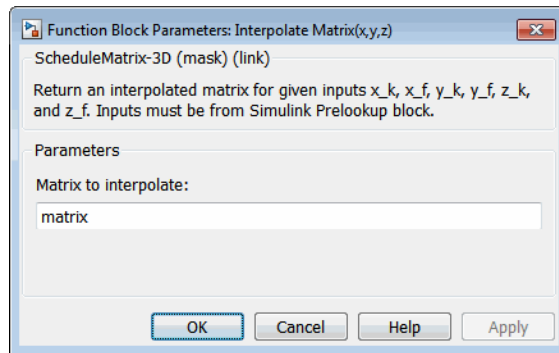 Function Block Parameters: Interpolate Matrix(x,y,z)
ScheduleMatrix-3D (mask) (link)
Return an interpolated matrix for given inputs x_k, x_f, y_k, y_f, z_k,
and z_f. Inputs must be from Simulink Prelookup block.
Parameters
Matrix to interpolate:
matrix
OK Cancel Help Apply